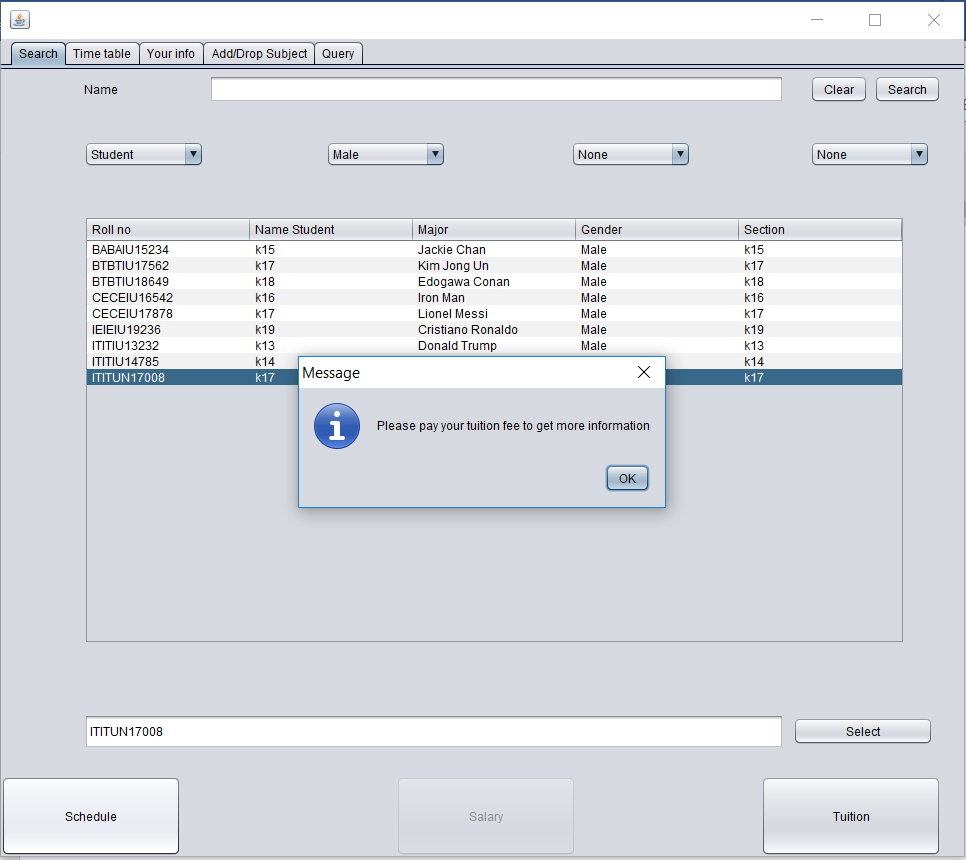 Search Time table Your info Add/Drop Subject Query
Name Clear Search
Student Male None None
Roll no Name Student Major Gender Section
BABAIU15234 k15 Jackie Chan Male k15
BTBTIU17562 k17 Kim Jong Un Male k17
BTBTIU18649 k18 Edogawa Conan Male k18
CECEIU16542 k16 Iron Man Male k16
CECEIU17878 k17 Lionel Messi Male k17
IEIEIU19236 k19 Cristiano Ronaldo Male k19
ITITIU13232 k13 Donald Trump Male k13
ITITIU14785 k14 k14
ITITUN17008 k17 k17
Message
Please pay your tuition fee to get more information
OK
ITITUN17008 Select
Schedule Salary Tuition